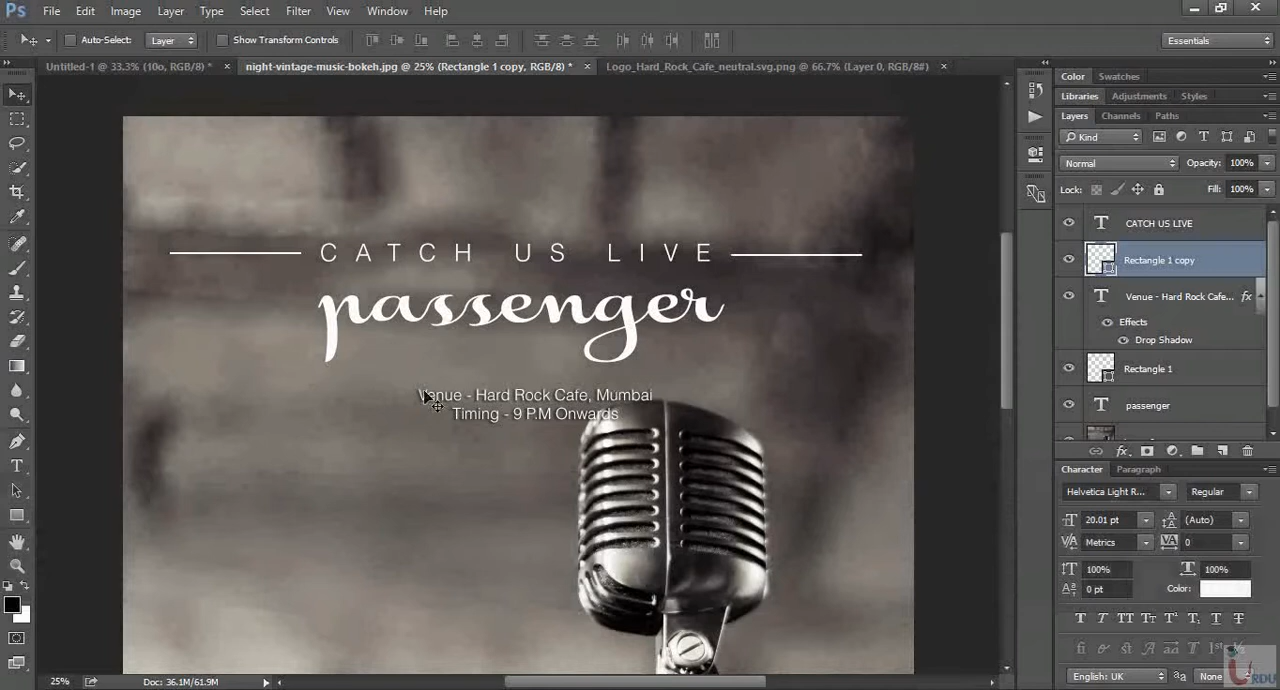 Ps File Edit Image Layer Type Select Filter View Window Help
Auto-Select: Layer Show Transform Controls Essentials
Untitled-1 @ 33.3% (10o, RGB/8) * × night-vintage-music-bokeh.jpg @ 25% (Rectangle 1 copy, RGB/8) * × Logo_Hard_Rock_Cafe_neutral.svg.png @ 66.7% (Layer 0, RGB/8#) ×
CATCH US LIVE
passenger
Venue - Hard Rock Cafe, Mumbai
Timing - 9 P.M Onwards
Color Swatches
Libraries Adjustments Styles
Layers Channels Paths
Kind
Normal Opacity: 100%
Lock: Fill: 100%
CATCH US LIVE
Rectangle 1 copy
Venue - Hard Rock Cafe... fx
Effects
Drop Shadow
Rectangle 1
passenger
Character Paragraph
Helvetica Light R... Regular
20.01 pt (Auto)
Metrics 0
100% 100%
0 pt Color:
English: UK None
URDU
25% Doc: 36.1M/61.9M